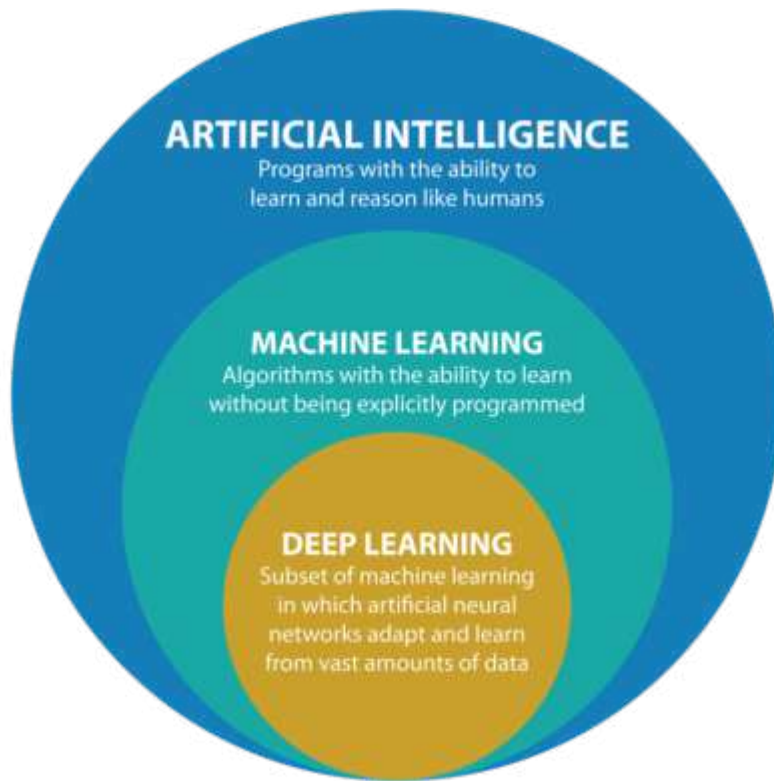 ARTIFICIAL INTELLIGENCE
Programs with the ability to
learn and reason like humans
MACHINE LEARNING
Algorithms with the ability to learn
without being explicitly programmed
DEEP LEARNING
Subset of machine learning
in which artificial neural
networks adapt and learn
from vast amounts of data